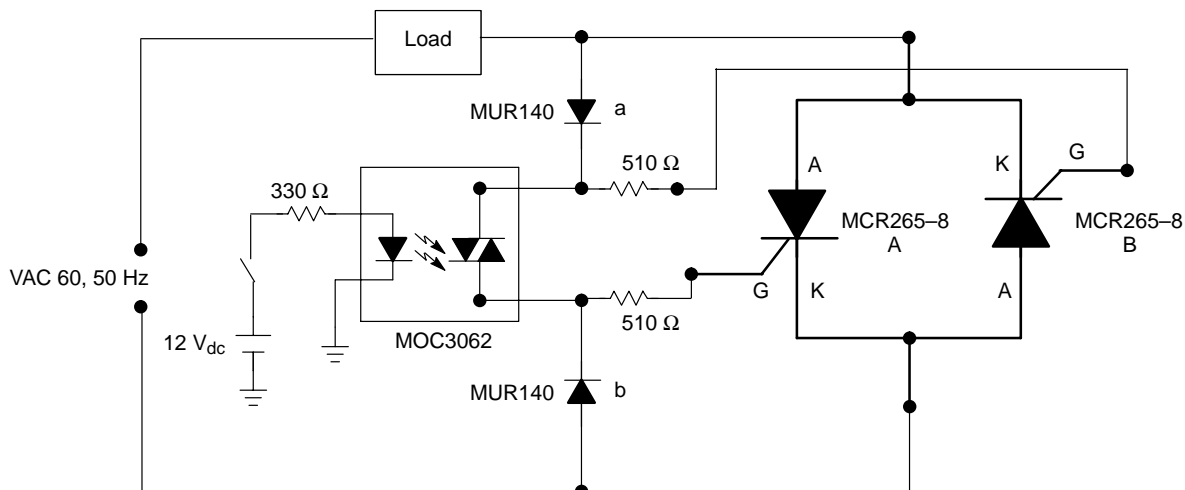 Load
MUR140
a
510 Ω
330 Ω
A
K
G
MCR265–8
A
MCR265–8
B
VAC 60, 50 Hz
G
K
A
12 Vdc
MOC3062
510 Ω
MUR140
b